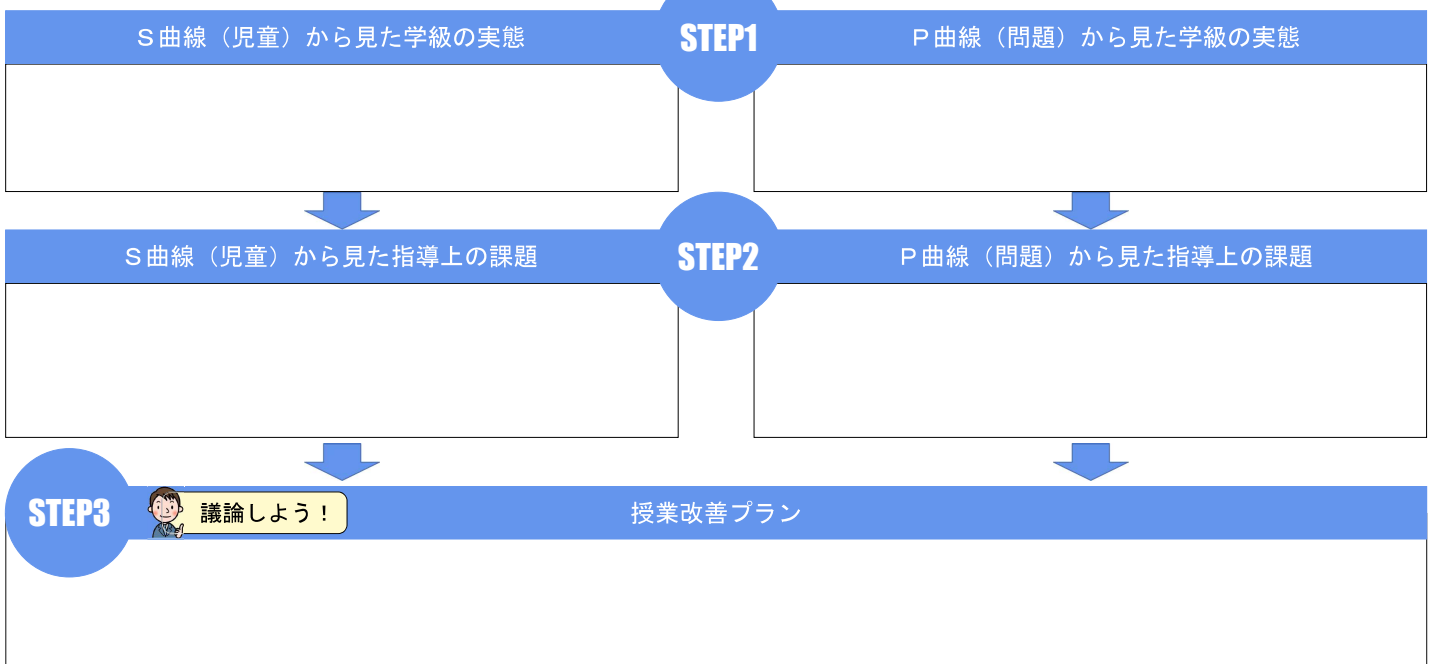 S曲線（児童）から見た学級の実態
STEP1
P曲線（問題）から見た学級の実態
S曲線（児童）から見た指導上の課題
STEP2
P曲線（問題）から見た指導上の課題
STEP3
議論しよう！
授業改善プラン